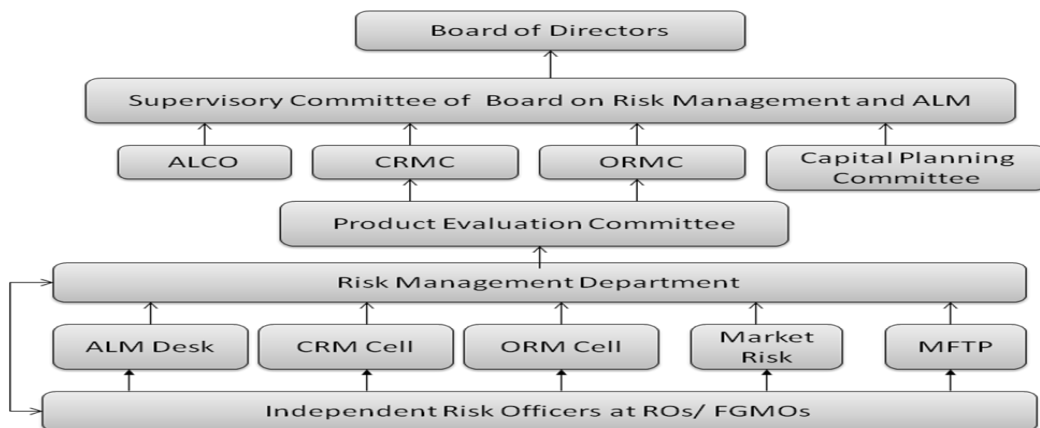 Board of Directors
Supervisory Committee of Board on Risk Management and ALM
ALCO
CRMC
ORMC
Capital Planning
Committee
Product Evaluation Committee
Risk Management Department
ALM Desk
CRM Cell
ORM Cell
Market
Risk
MFTP
Independent Risk Officers at ROs/ FGMOs